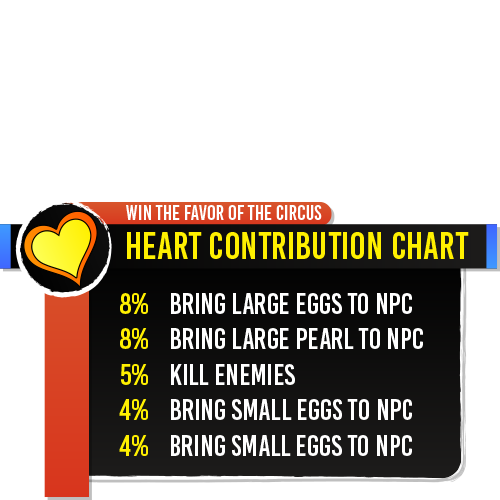 WIN THE FAVOR OF THE CIRCUS
HEART CONTRIBUTION CHART
8% BRING LARGE EGGS TO NPC
8% BRING LARGE PEARL TO NPC
5% KILL ENEMIES
4% BRING SMALL EGGS TO NPC
4% BRING SMALL EGGS TO NPC